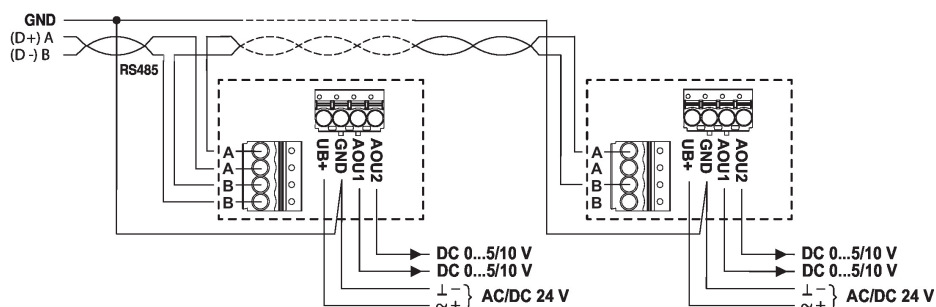 GND
(D+) A
(D-) B
RS485
A
A
B
B
UB+
GND
AOU1
AOU2
DC 0...5/10 V
DC 0...5/10 V
⊥ –
~ +
} AC/DC 24 V
A
A
B
B
UB+
GND
AOU1
AOU2
DC 0...5/10 V
DC 0...5/10 V
⊥ –
~ +
} AC/DC 24 V